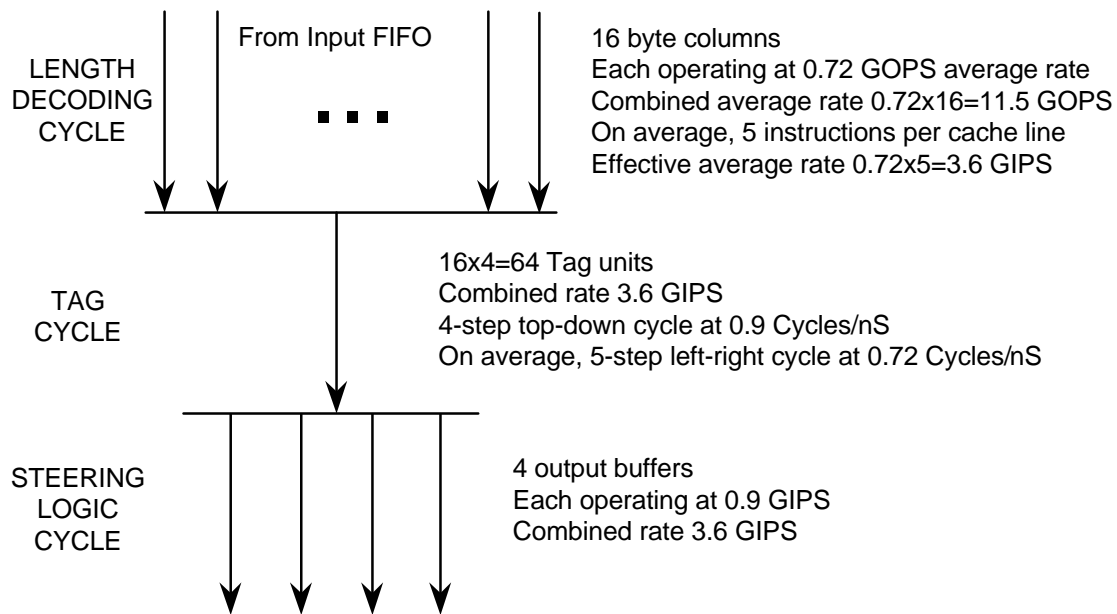 From Input FIFO
LENGTH
DECODING
CYCLE
16 byte columns
Each operating at 0.72 GOPS average rate
Combined average rate 0.72x16=11.5 GOPS
On average, 5 instructions per cache line
Effective average rate 0.72x5=3.6 GIPS
TAG
CYCLE
16x4=64 Tag units
Combined rate 3.6 GIPS
4-step top-down cycle at 0.9 Cycles/nS
On average, 5-step left-right cycle at 0.72 Cycles/nS
STEERING
LOGIC
CYCLE
4 output buffers
Each operating at 0.9 GIPS
Combined rate 3.6 GIPS